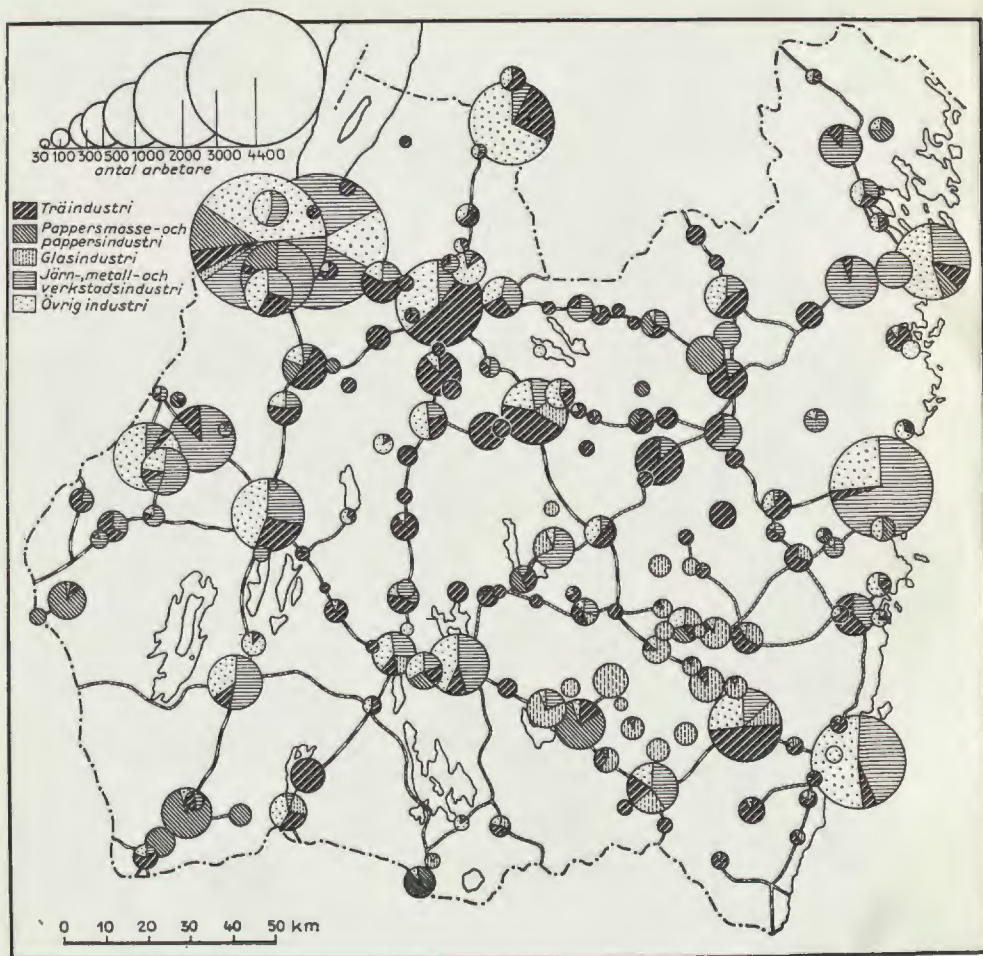 30 100 300 500 1000 2000 3000 4400
antal arbetare
Träindustri
Pappersmasse- och
pappersindustri
Glasindustri
Järn-, metall- och
verkstadsindustri
Övrig industri
0 10 20 30 40 50 km